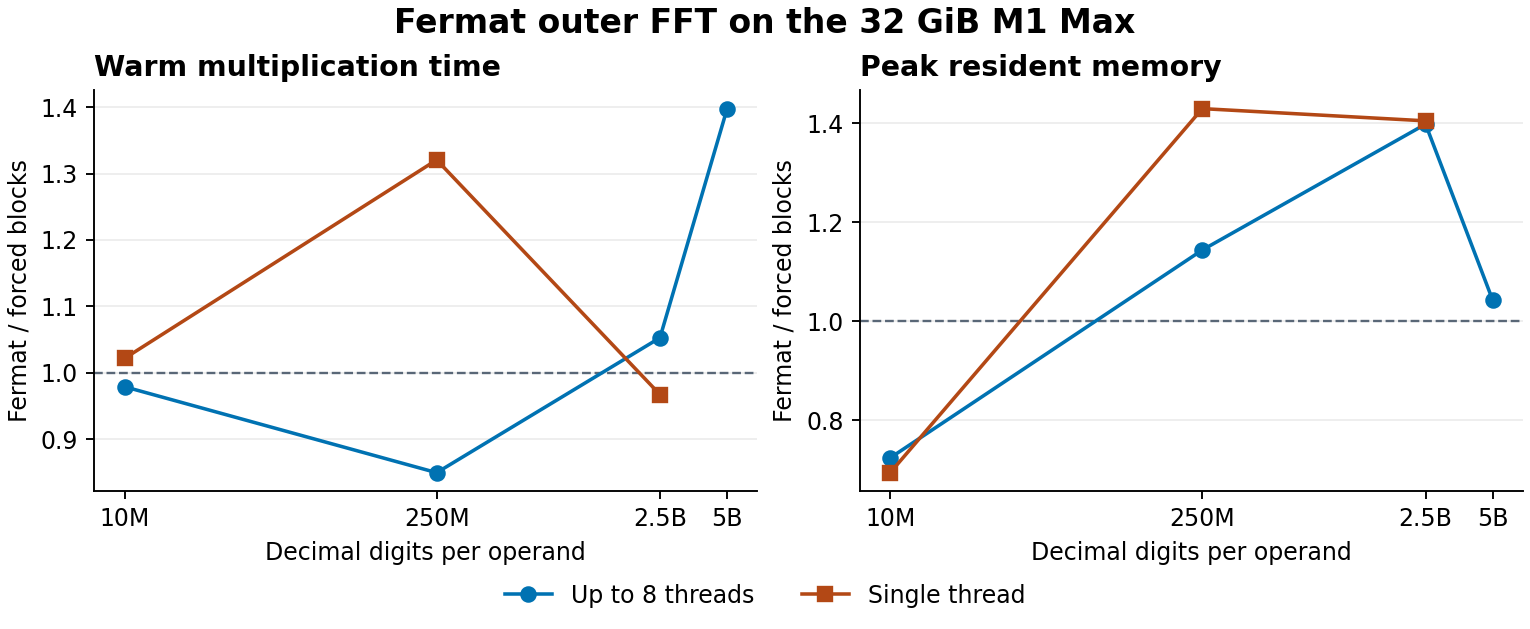 Fermat outer FFT on the 32 GiB M1 Max
Warm multiplication time
Fermat / forced blocks
1.4
1.3
1.2
1.1
1.0
0.9
10M 250M 2.5B 5B
Decimal digits per operand
Peak resident memory
Fermat / forced blocks
1.4
1.2
1.0
0.8
10M 250M 2.5B 5B
Decimal digits per operand
Up to 8 threads Single thread